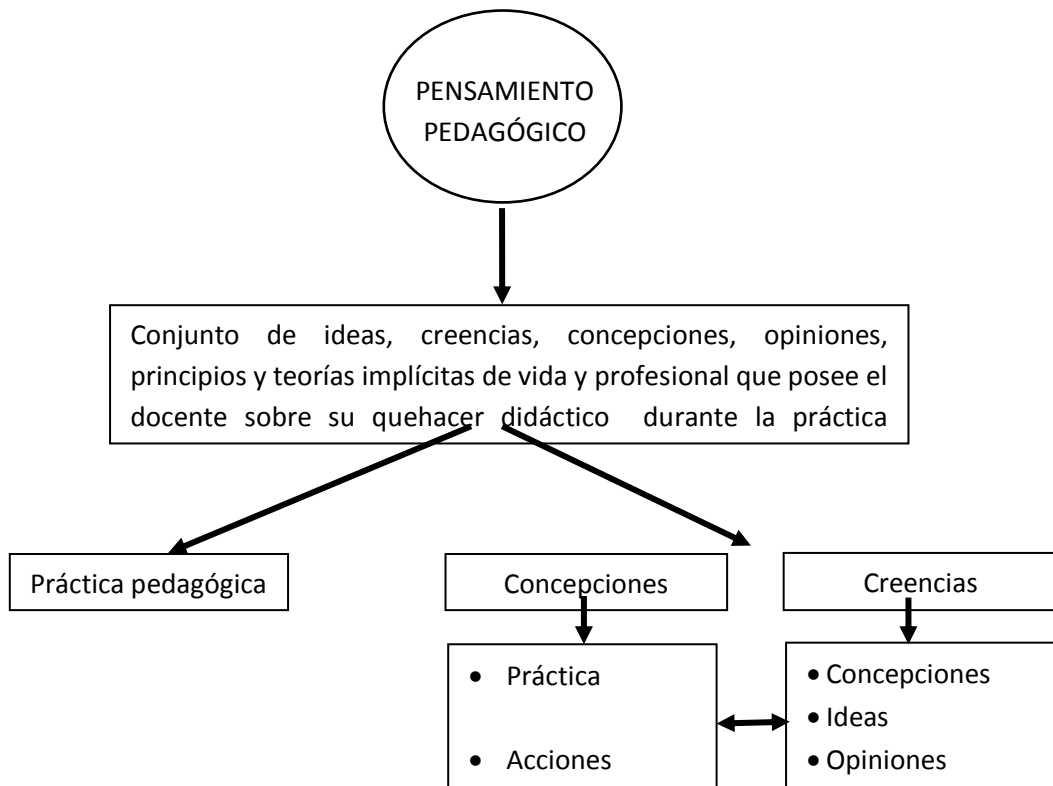 PENSAMIENTO
PEDAGÓGICO
Conjunto de ideas, creencias, concepciones, opiniones,
principios y teorías implícitas de vida y profesional que posee el
docente sobre su quehacer didáctico durante la práctica
Práctica pedagógica
Concepciones
Creencias
• Práctica
• Acciones
• Concepciones
• Ideas
• Opiniones